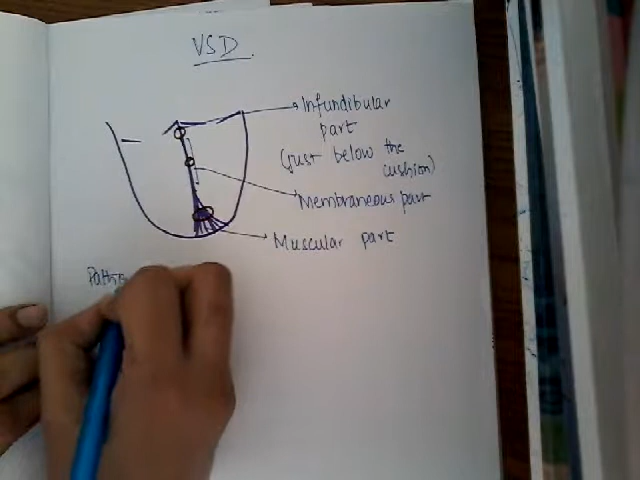 VSD
Infundibular
part
(just below the
cushion)
Membraneous part
Muscular part